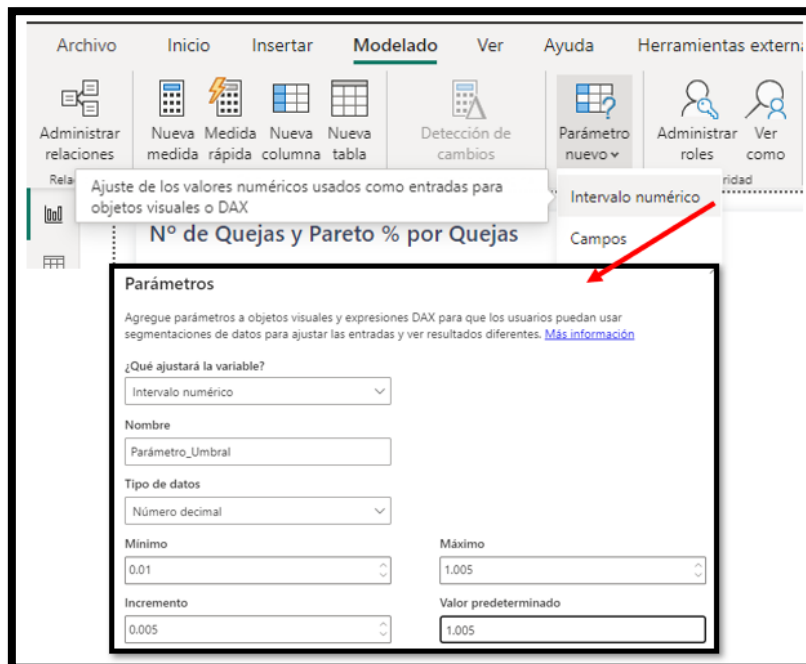 Archivo Inicio Insertar Modelado Ver Ayuda Herramientas externa
Administrar relaciones
Nueva medida
Medida rápida
Nueva columna
Nueva tabla
Detección de cambios
Parámetro nuevo
Administrar roles
Ver como
Rela
ridad
Ajuste de los valores numéricos usados como entradas para
objetos visuales o DAX
Intervalo numérico
Campos
Nº de Quejas y Pareto % por Quejas
Parámetros
Agregue parámetros a objetos visuales y expresiones DAX para que los usuarios puedan usar
segmentaciones de datos para ajustar las entradas y ver resultados diferentes. Más información
¿Qué ajustará la variable?
Intervalo numérico
Nombre
Parámetro_Umbral
Tipo de datos
Número decimal
Mínimo Máximo
0.01 1.005
Incremento Valor predeterminado
0.005 1.005